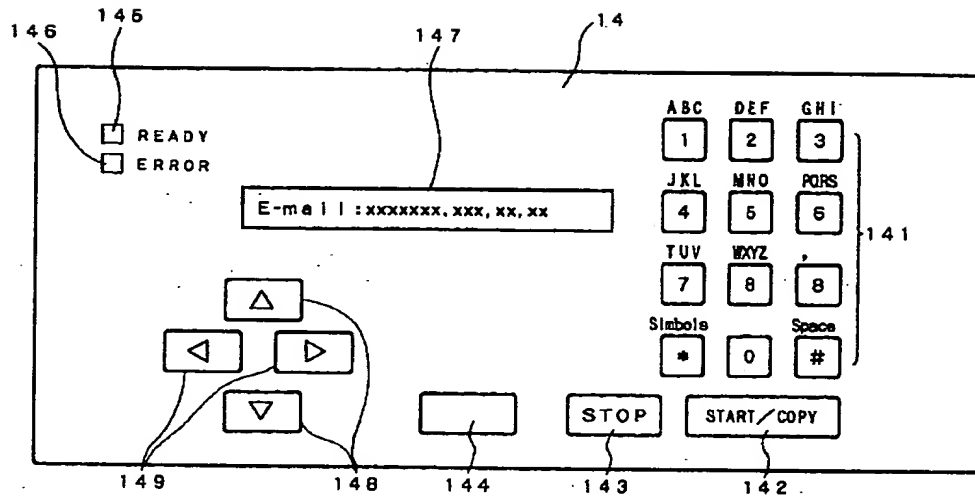 145
146
147
14
READY
ERROR
E-mail:xxxxxxx.xxx,xx,xx
ABC DEF GHI
1 2 3
JKL MNO PQRS
4 5 6
141
TUV WXYZ ,
7 8 8
Simbols Space
* 0 #
STOP START/COPY
149 148 144 143 142